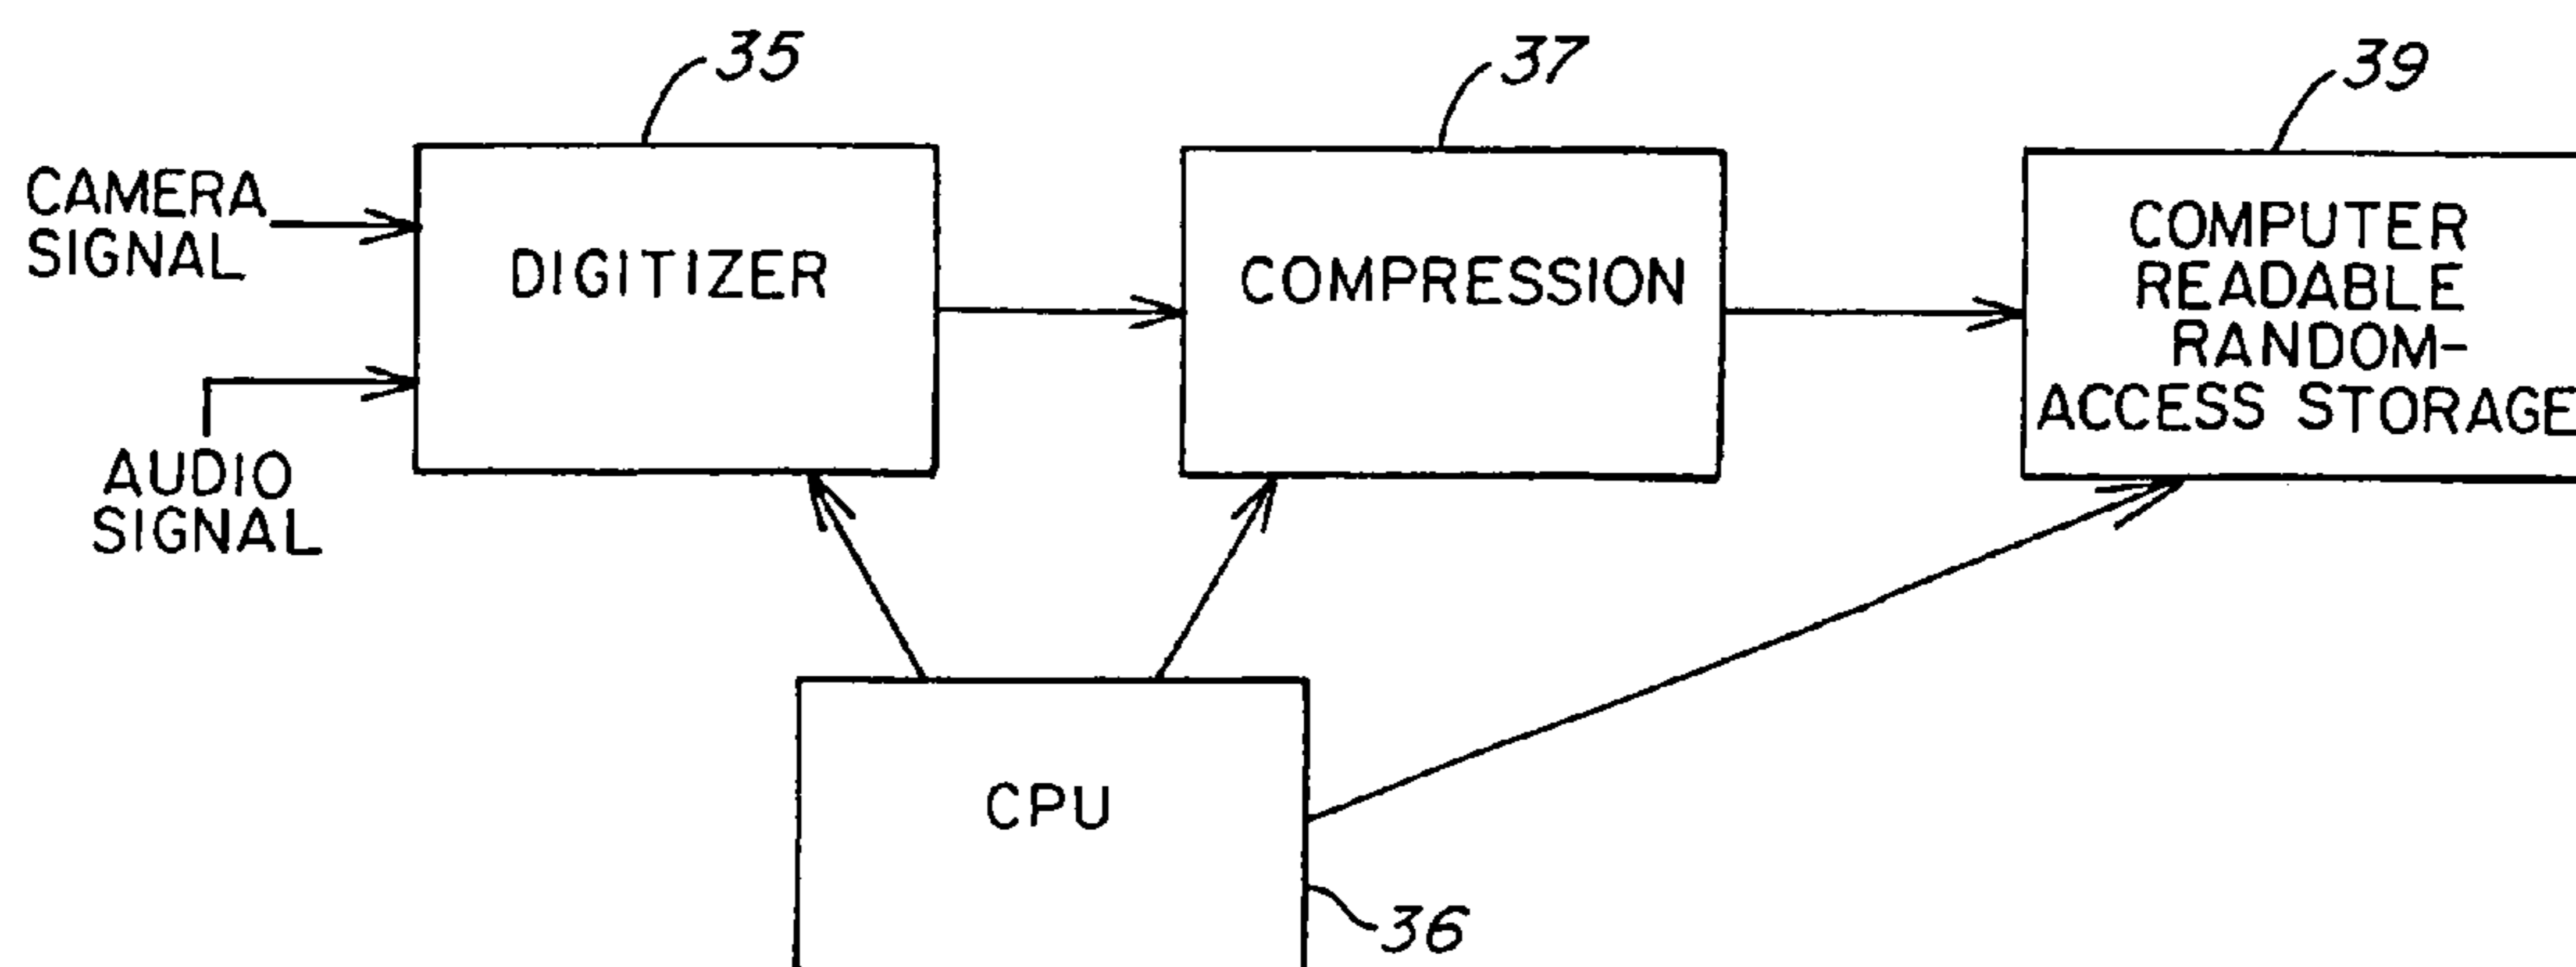 35
37
39
CAMERA
SIGNAL
DIGITIZER
COMPRESSION
COMPUTER
READABLE
RANDOM-
ACCESS STORAGE
AUDIO
SIGNAL
CPU
36